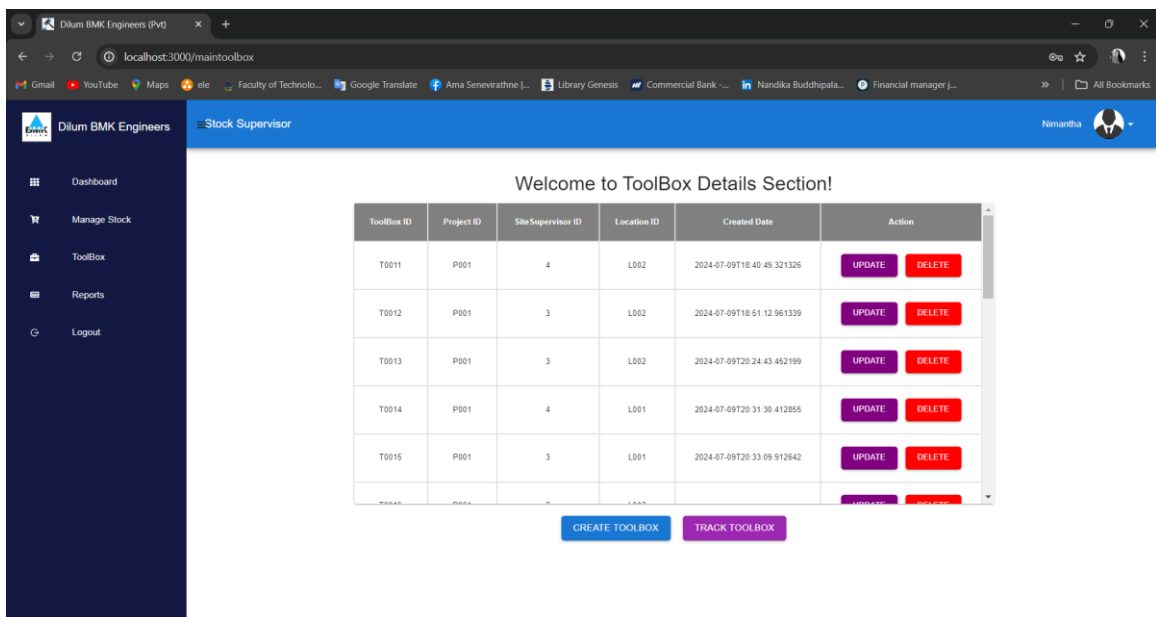 Dilum BMK Engineers (Pvt)
localhost:3000/maintoolbox
Gmail YouTube Maps ele Faculty of Technolo... Google Translate Ama Senevirathne |... Library Genesis Commercial Bank -... Nandika Buddhipala... Financial manager j... All Bookmarks
BMK
Dilum BMK Engineers Stock Supervisor Nimantha
Dashboard
Manage Stock
ToolBox
Reports
Logout
Welcome to ToolBox Details Section!
ToolBox ID Project ID SiteSupervisor ID Location ID Created Date Action
T0011 P001 4 L002 2024-07-09T18:40:49.321326 UPDATE DELETE
T0012 P001 3 L002 2024-07-09T18:51:12.961339 UPDATE DELETE
T0013 P001 3 L002 2024-07-09T20:24:43.452199 UPDATE DELETE
T0014 P001 4 L001 2024-07-09T20:31:30.412855 UPDATE DELETE
T0015 P001 3 L001 2024-07-09T20:33:09.912642 UPDATE DELETE
UPDATE DELETE
CREATE TOOLBOX TRACK TOOLBOX